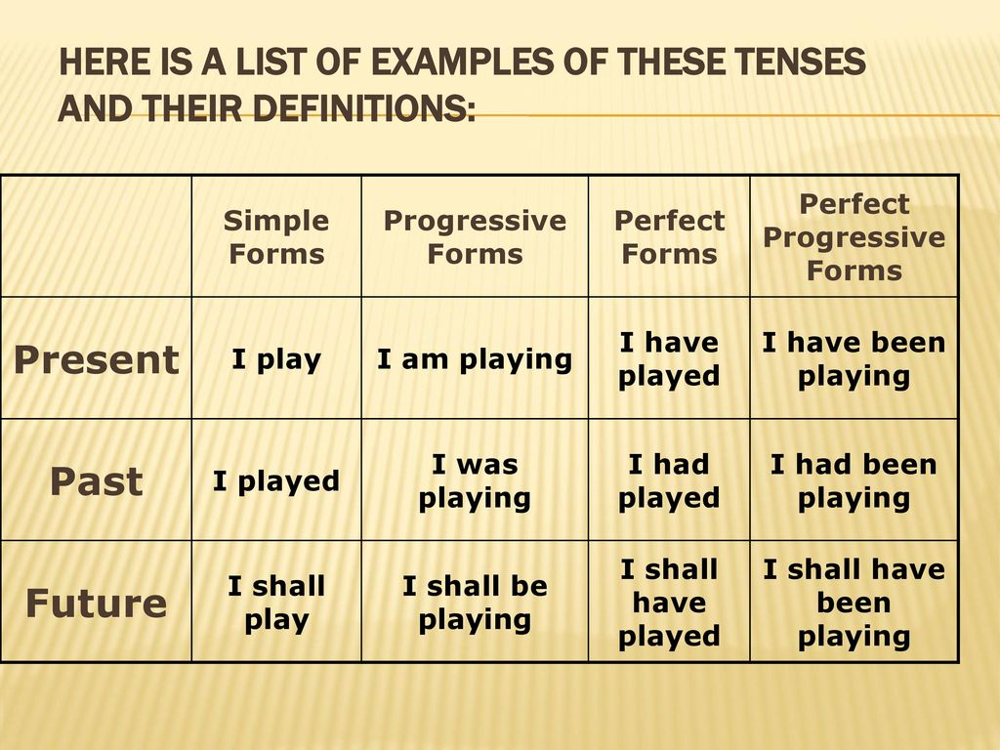 HERE IS A LIST OF EXAMPLES OF THESE TENSES
AND THEIR DEFINITIONS:
Simple
Forms
Progressive
Forms
Perfect
Forms
Perfect
Progressive
Forms
Present
I play
I am playing
I have
played
I have been
playing
Past
I played
I was
playing
I had
played
I had been
playing
Future
I shall
play
I shall be
playing
I shall
have
played
I shall have
been
playing